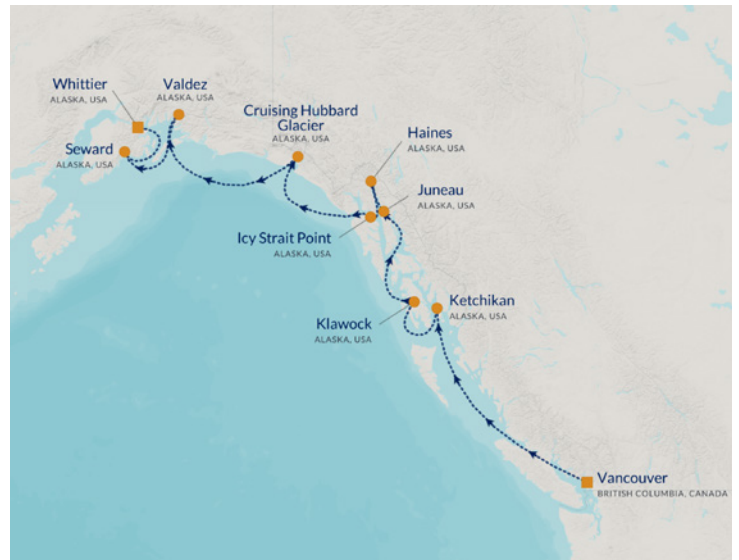 Whittier
ALASKA, USA
Valdez
ALASKA, USA
Cruising Hubbard
Glacier
ALASKA, USA
Seward
ALASKA, USA
Haines
ALASKA, USA
Juneau
ALASKA, USA
Icy Strait Point
ALASKA, USA
Klawock
ALASKA, USA
Ketchikan
ALASKA, USA
Vancouver
BRITISH COLUMBIA, CANADA